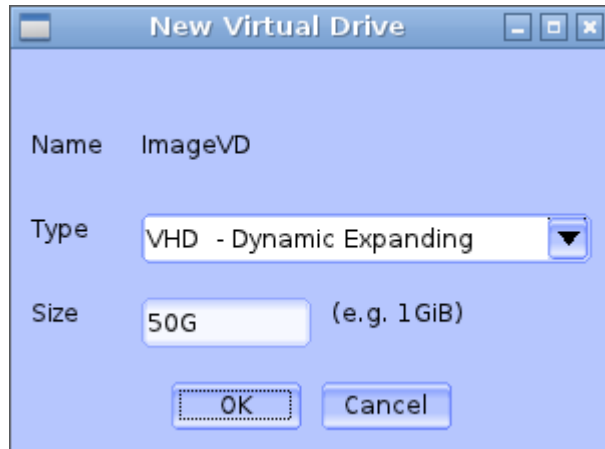 New Virtual Drive
Name ImageVD
Type VHD - Dynamic Expanding
Size 50G (e.g. 1GiB)
OK Cancel